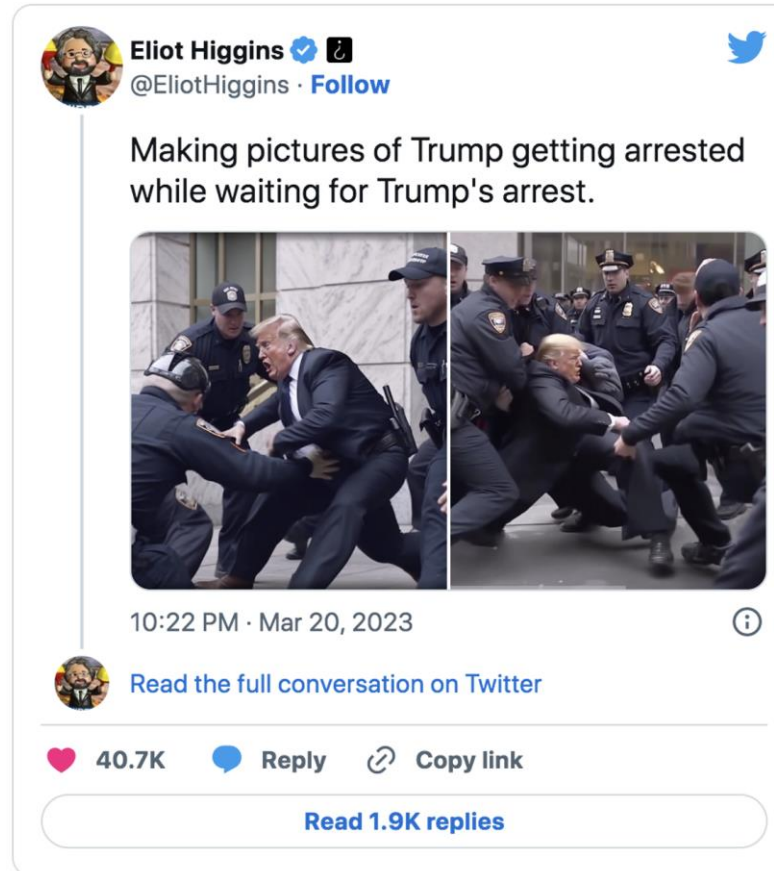 Eliot Higgins
@EliotHiggins · Follow
Making pictures of Trump getting arrested
while waiting for Trump's arrest.
10:22 PM · Mar 20, 2023
Read the full conversation on Twitter
40.7K Reply Copy link
Read 1.9K replies